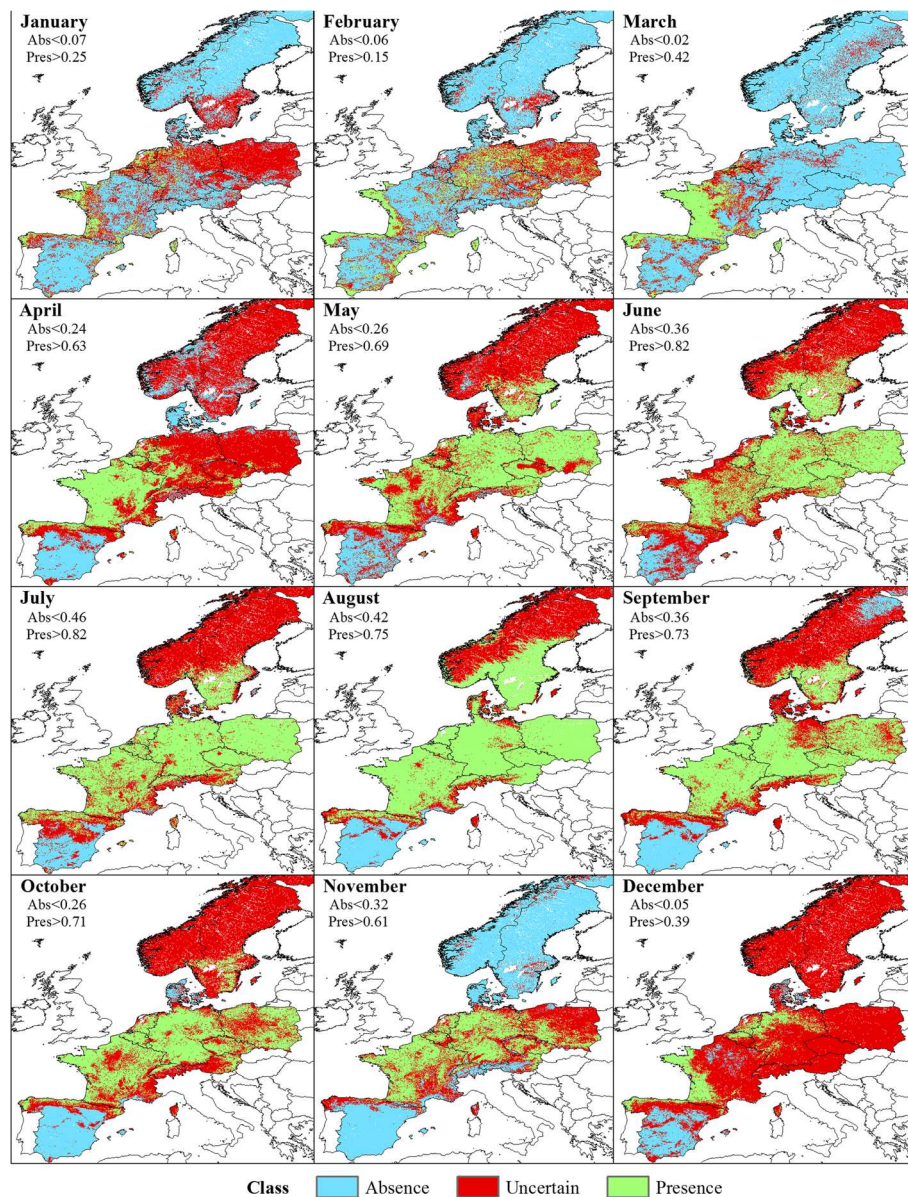 January
Abs<0.07
Pres>0.25
February
Abs<0.06
Pres>0.15
March
Abs<0.02
Pres>0.42
April
Abs<0.24
Pres>0.63
May
Abs<0.26
Pres>0.69
June
Abs<0.36
Pres>0.82
July
Abs<0.46
Pres>0.82
August
Abs<0.42
Pres>0.75
September
Abs<0.36
Pres>0.73
October
Abs<0.26
Pres>0.71
November
Abs<0.32
Pres>0.61
December
Abs<0.05
Pres>0.39
Class Absence Uncertain Presence